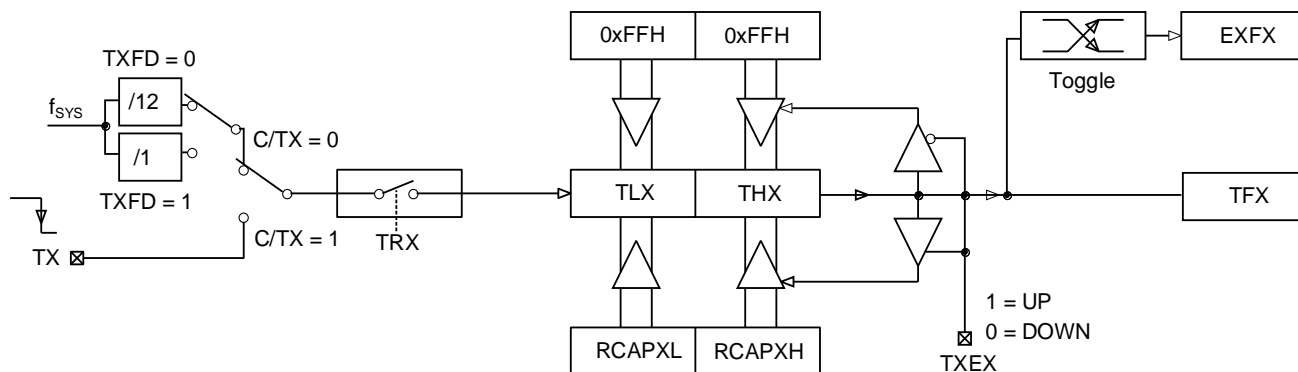 0xFFH 0xFFH
EXFX
Toggle
TXFD = 0
fSYS
/12
C/TX = 0
/1
TXFD = 1
TLX THX
TFX
TX
C/TX = 1
TRX
1 = UP
0 = DOWN
RCAPXL RCAPXH
TXEX